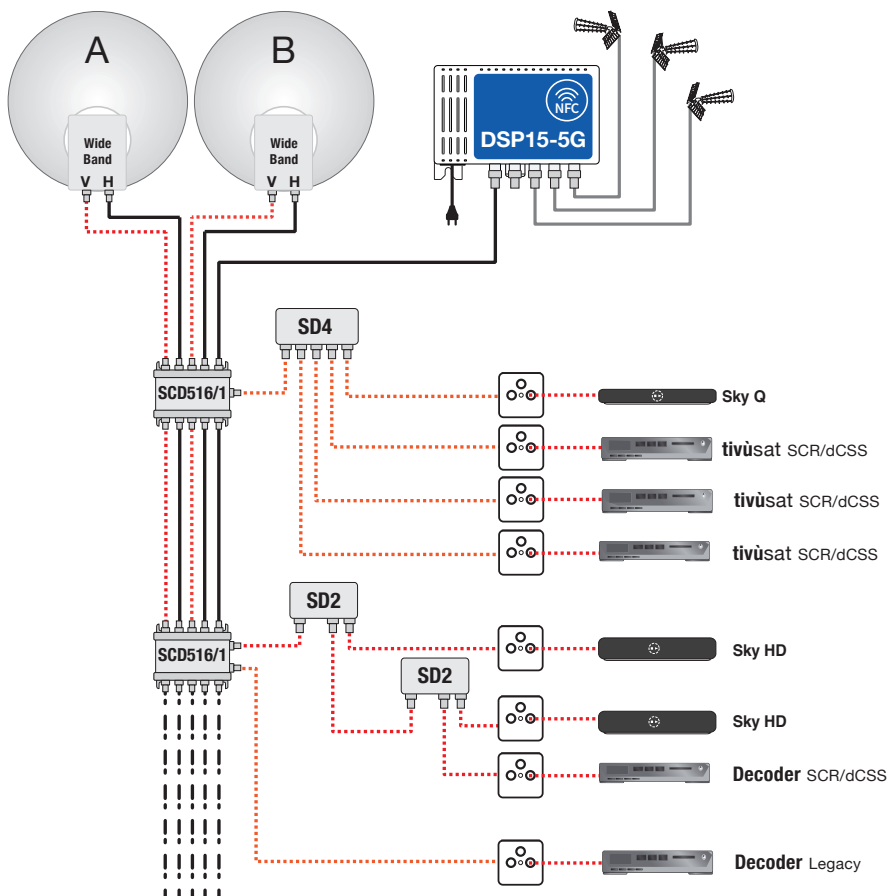 A
B
Wide
Band
V H
Wide
Band
V H
NFC
DSP15-5G
SD4
SCD516/1
Sky Q
tivùsat SCR/dCSS
tivùsat SCR/dCSS
tivùsat SCR/dCSS
SD2
SCD516/1
Sky HD
SD2
Sky HD
Decoder SCR/dCSS
Decoder Legacy